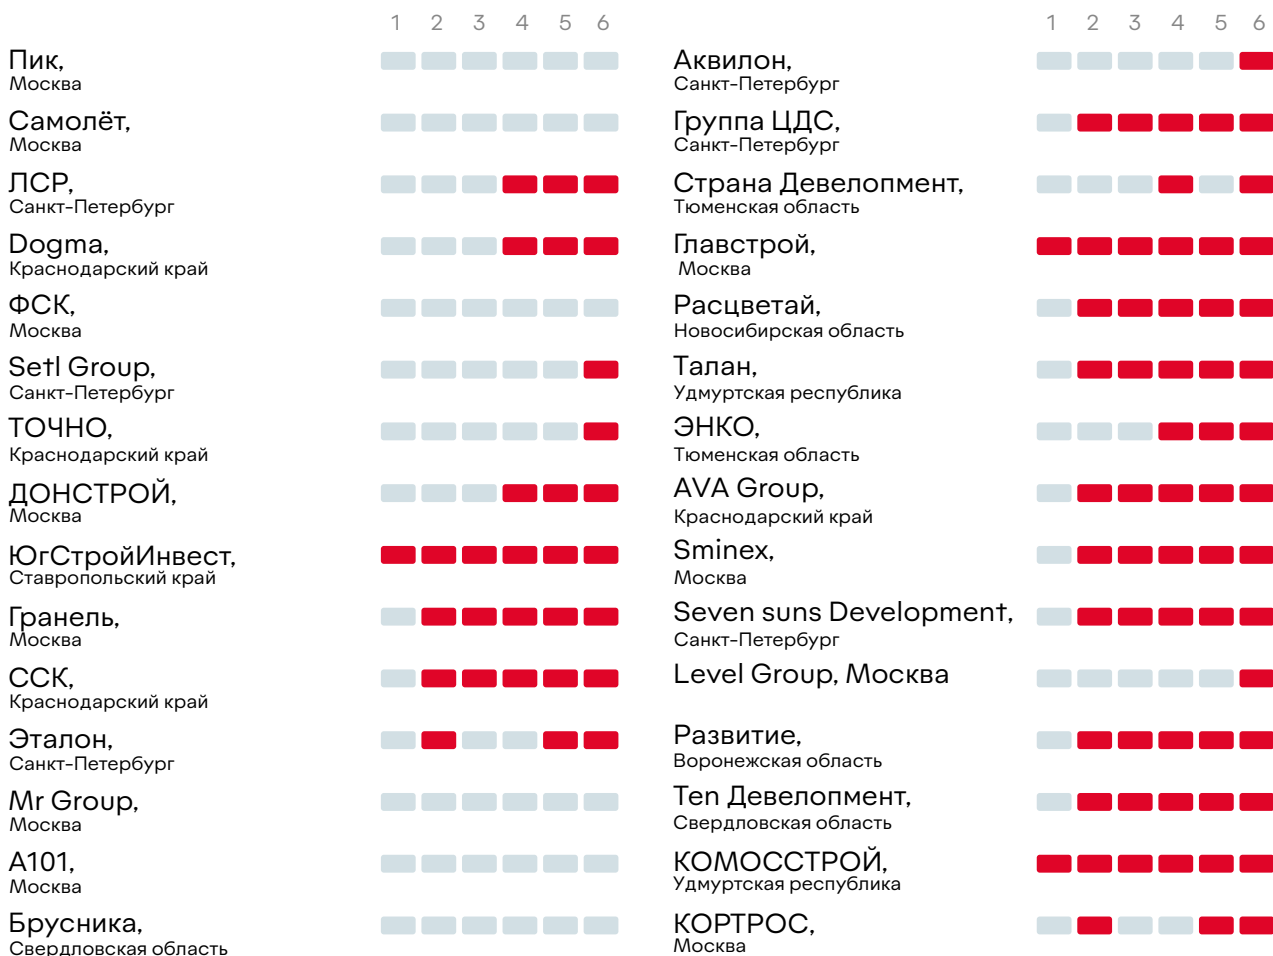 1 2 3 4 5 6
Пик,
Москва
Самолёт,
Москва
ЛСР,
Санкт-Петербург
Dogma,
Краснодарский край
ФСК,
Москва
Setl Group,
Санкт-Петербург
ТОЧНО,
Краснодарский край
ДОНСТРОЙ,
Москва
ЮгСтройИнвест,
Ставропольский край
Гранель,
Москва
ССК,
Краснодарский край
Эталон,
Санкт-Петербург
Mr Group,
Москва
А101,
Москва
Брусника,
Свердловская область
1 2 3 4 5 6
Аквилон,
Санкт-Петербург
Группа ЦДС,
Санкт-Петербург
Страна Девелопмент,
Тюменская область
Главстрой,
Москва
Расцветай,
Новосибирская область
Талан,
Удмуртская республика
ЭНКО,
Тюменская область
AVA Group,
Краснодарский край
Sminex,
Москва
Seven suns Development,
Санкт-Петербург
Level Group, Москва
Развитие,
Воронежская область
Ten Девелопмент,
Свердловская область
КОМОССТРОЙ,
Удмуртская республика
КОРТРОС,
Москва